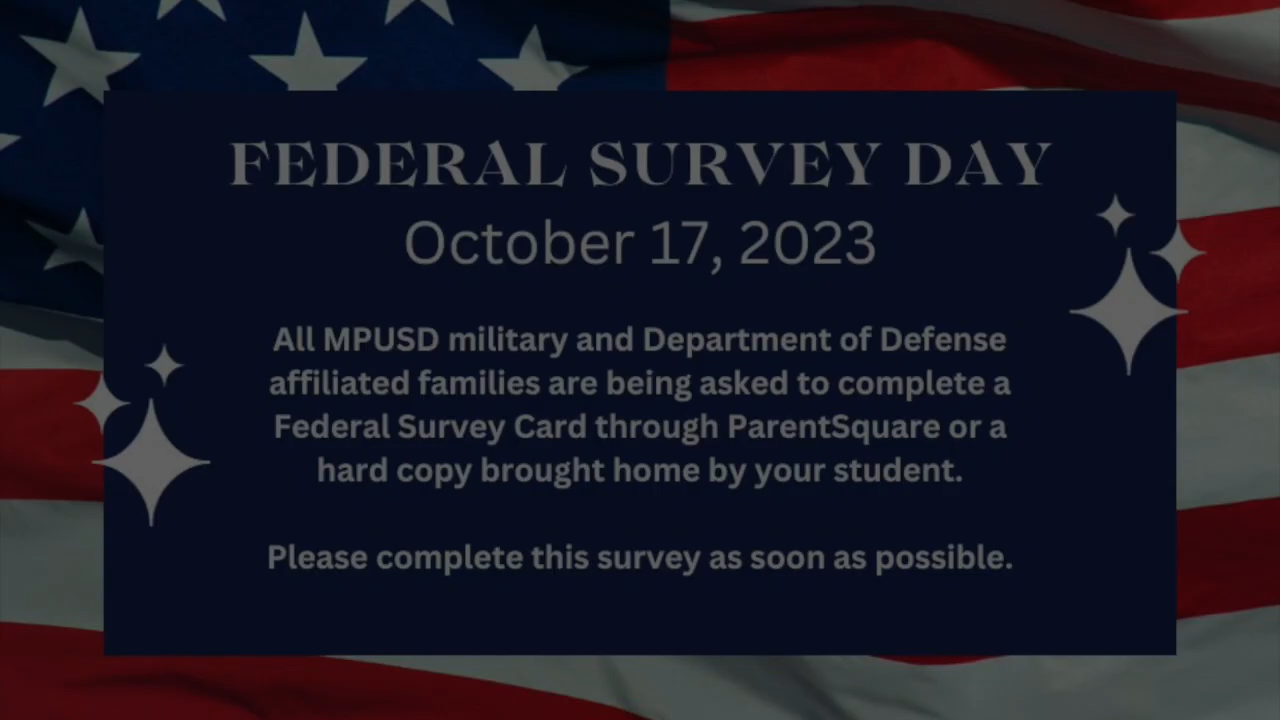 FEDERAL SURVEY DAY
October 17, 2023
All MPUSD military and Department of Defense
affiliated families are being asked to complete a
Federal Survey Card through ParentSquare or a
hard copy brought home by your student.
Please complete this survey as soon as possible.